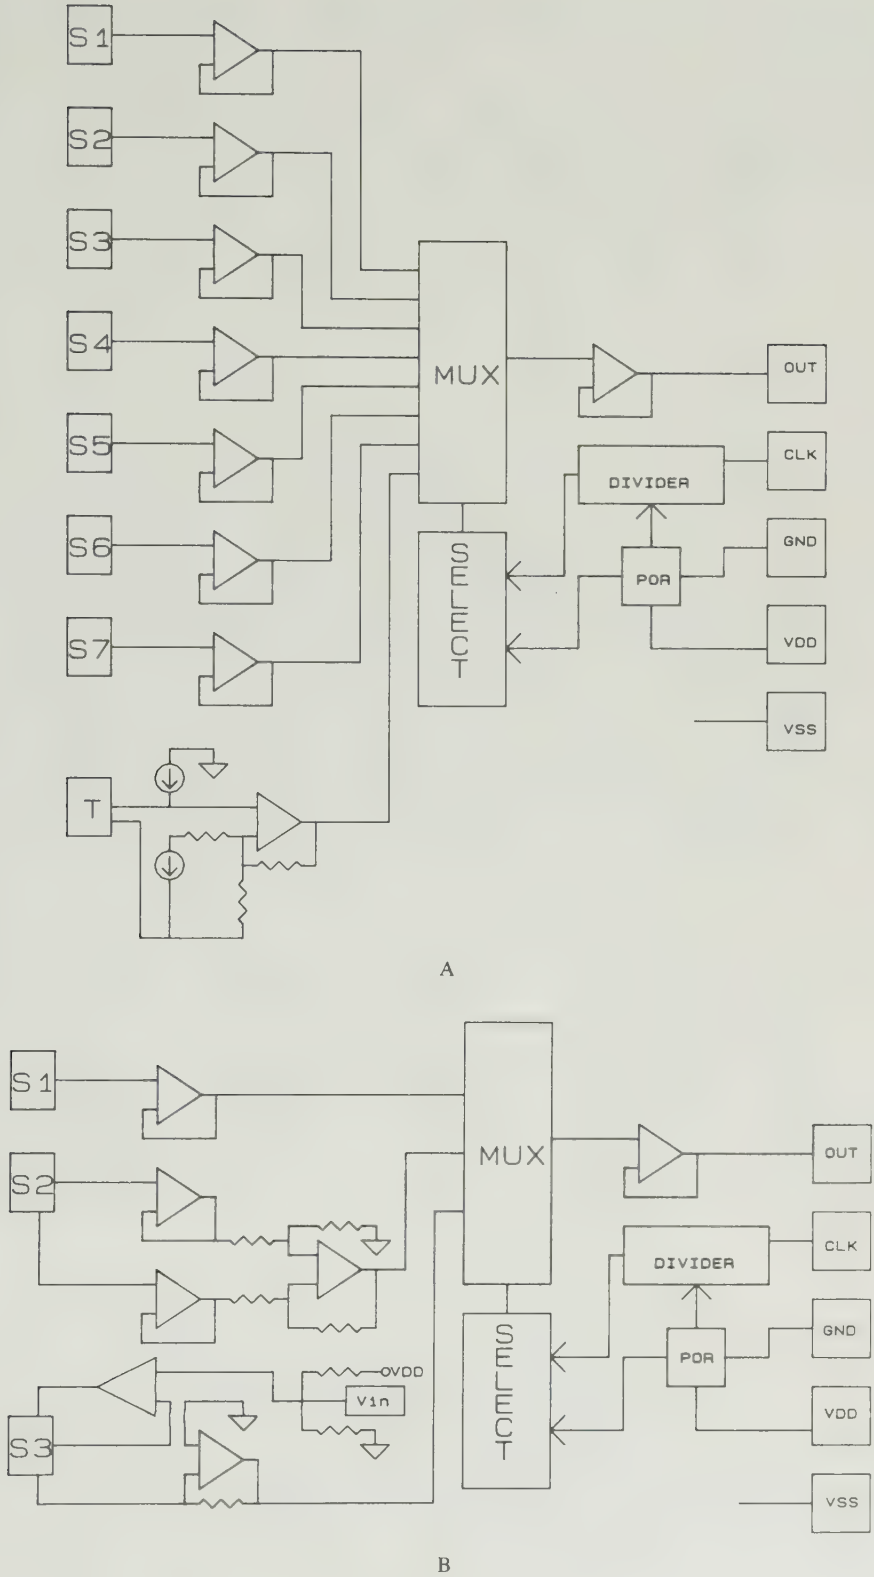 S1
S2
S3
S4
S5
S6
S7
T
MUX
SELECT
OUT
DIVIDER
CLK
POR
GND
VDD
VSS
A
S1
S2
S3
VDD
Vin
MUX
SELECT
OUT
DIVIDER
CLK
POR
GND
VDD
VSS
B